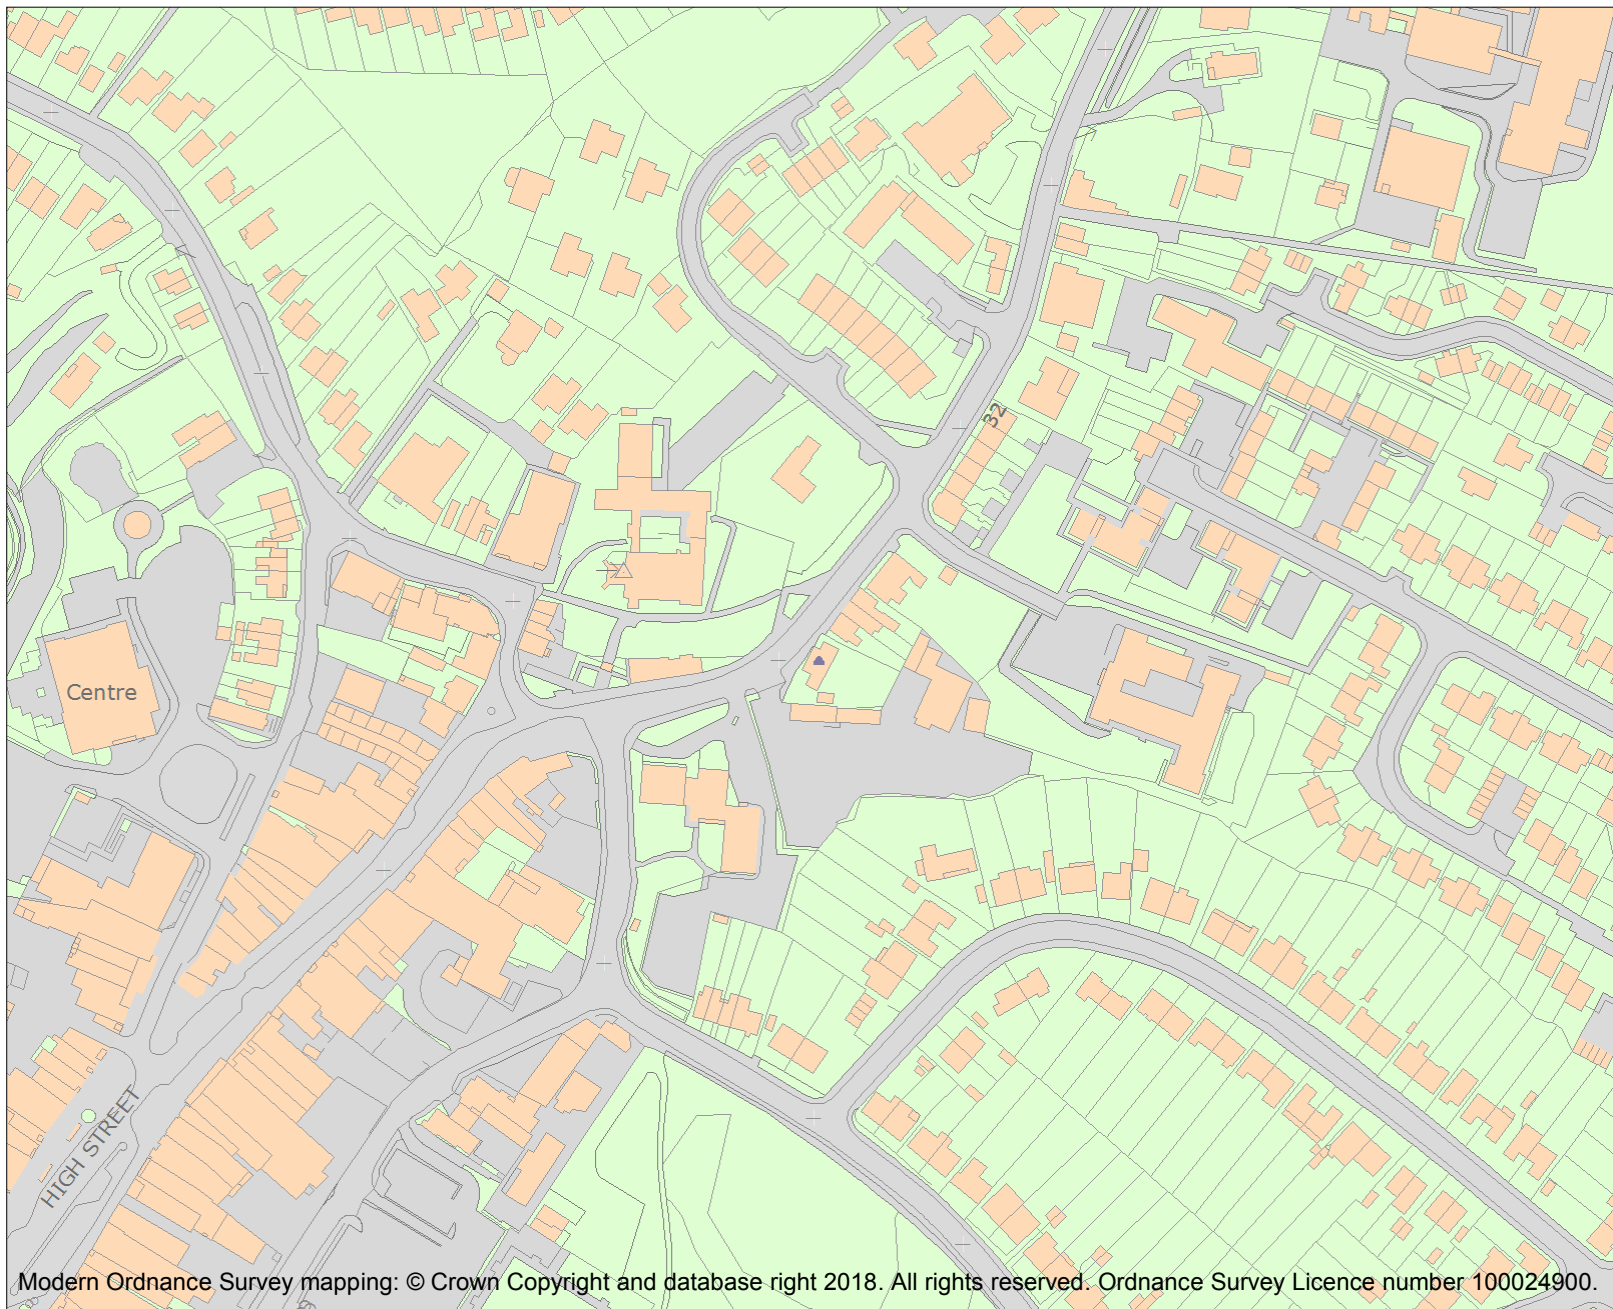 32
Centre
HIGH STREET
Modern Ordnance Survey mapping: © Crown Copyright and database right 2018. All rights reserved. Ordnance Survey Licence number 100024900.